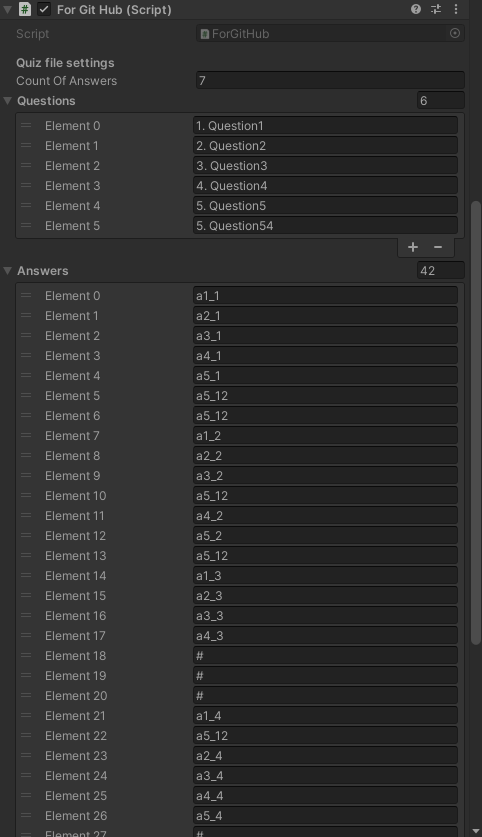 For Git Hub (Script)
Script ForGitHub
Quiz file settings
Count Of Answers 7
Questions 6
Element 0 1. Question1
Element 1 2. Question2
Element 2 3. Question3
Element 3 4. Question4
Element 4 5. Question5
Element 5 5. Question54
+ −
Answers 42
Element 0 a1_1
Element 1 a2_1
Element 2 a3_1
Element 3 a4_1
Element 4 a5_1
Element 5 a5_12
Element 6 a5_12
Element 7 a1_2
Element 8 a2_2
Element 9 a3_2
Element 10 a5_12
Element 11 a4_2
Element 12 a5_2
Element 13 a5_12
Element 14 a1_3
Element 15 a2_3
Element 16 a3_3
Element 17 a4_3
Element 18 #
Element 19 #
Element 20 #
Element 21 a1_4
Element 22 a5_12
Element 23 a2_4
Element 24 a3_4
Element 25 a4_4
Element 26 a5_4
Element 27 #